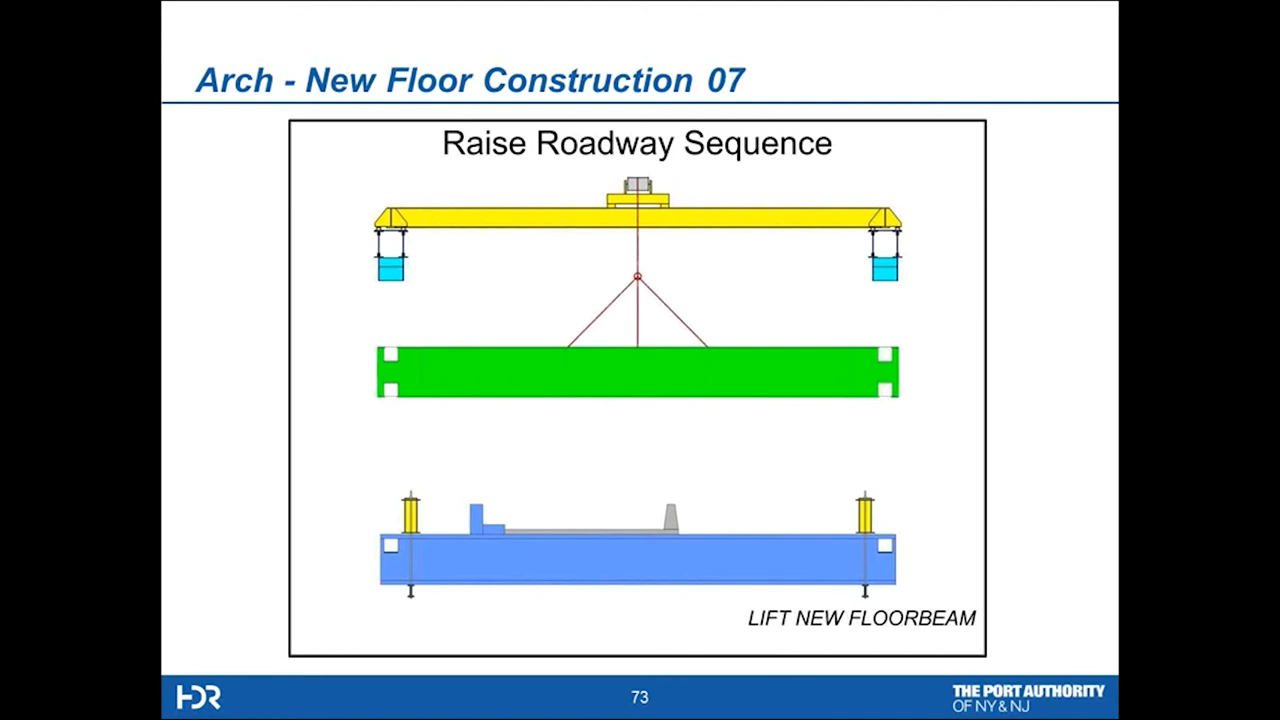 Arch - New Floor Construction 07
Raise Roadway Sequence
LIFT NEW FLOORBEAM
HDR
73
THE PORT AUTHORITY
OF NY & NJ